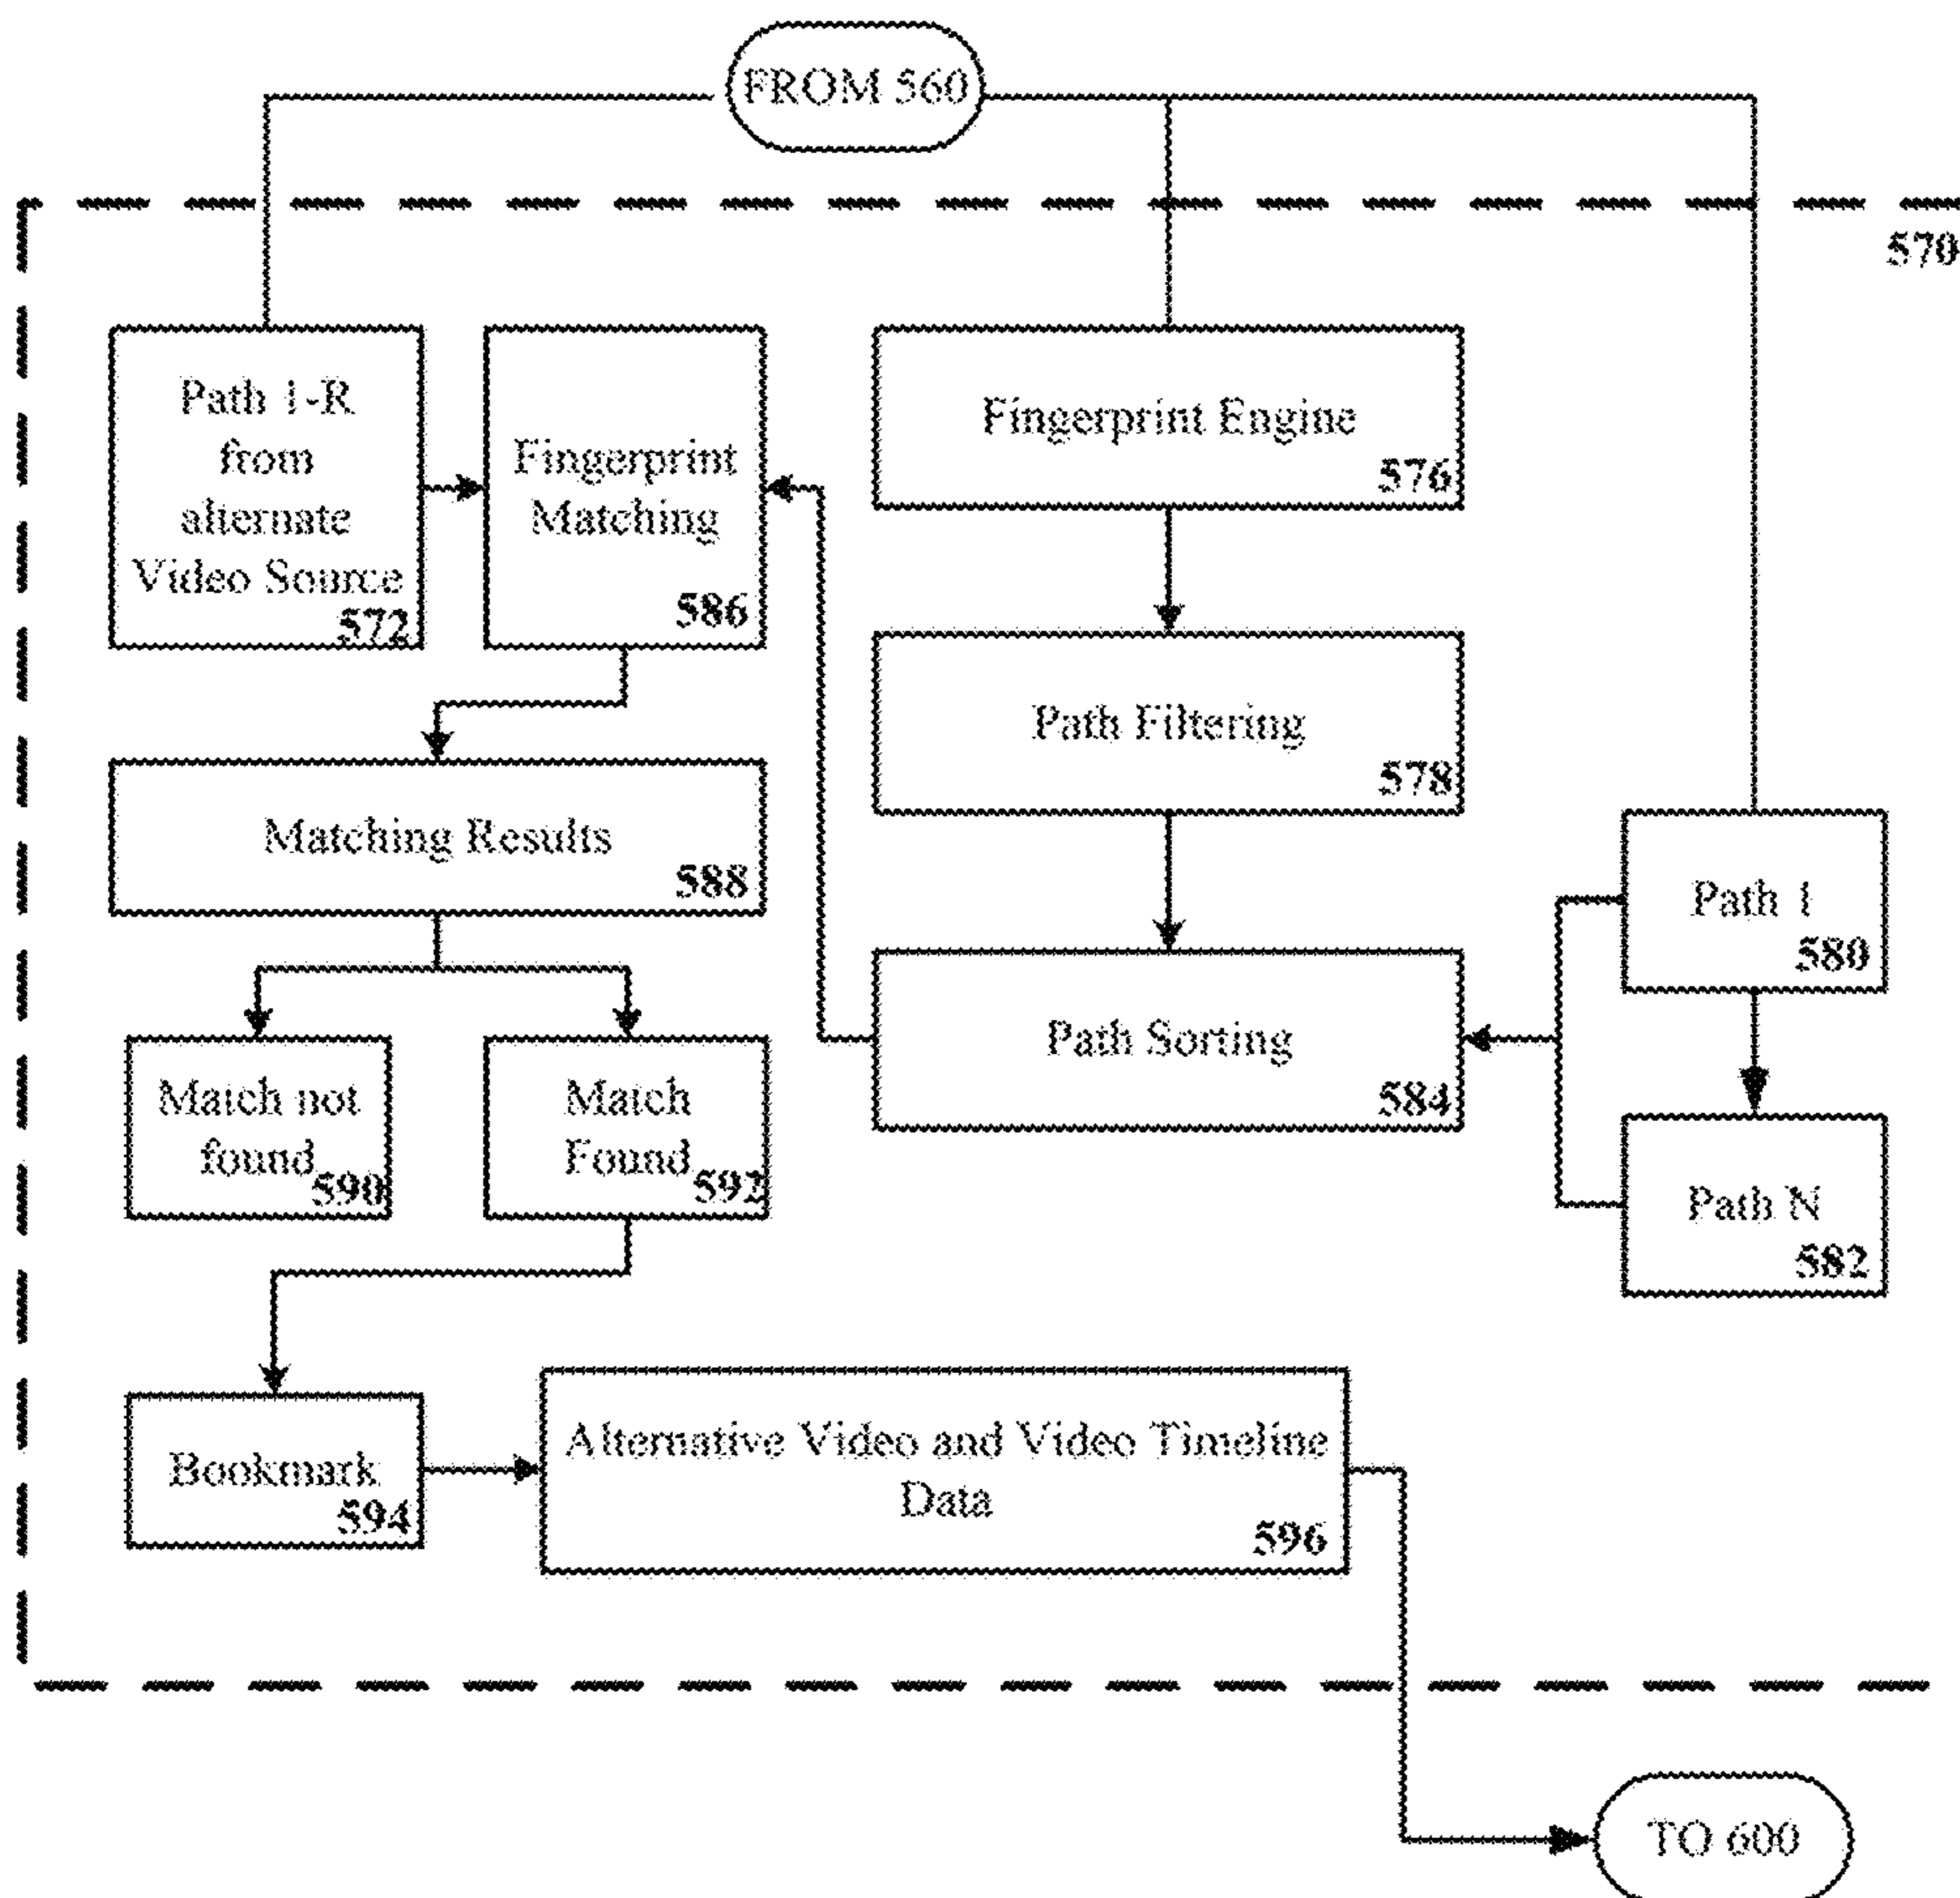 FROM 560
570
Path 1-R
from
alternate
Video Source
572
Fingerprint
Matching
586
Fingerprint Engine
576
Path Filtering
578
Matching Results
588
Path 1
580
Path Sorting
584
Match not
found
590
Match
Found
592
Path N
582
Bookmark
594
Alternative Video and Video Timeline
Data
596
TO 600